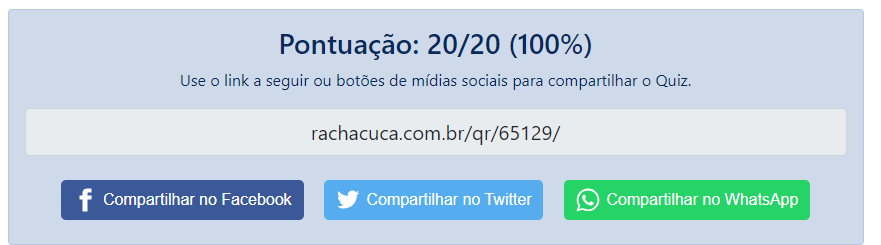 Pontuação: 20/20 (100%)
Use o link a seguir ou botões de mídias sociais para compartilhar o Quiz.
rachacuca.com.br/qr/65129/
Compartilhar no Facebook Compartilhar no Twitter Compartilhar no WhatsApp